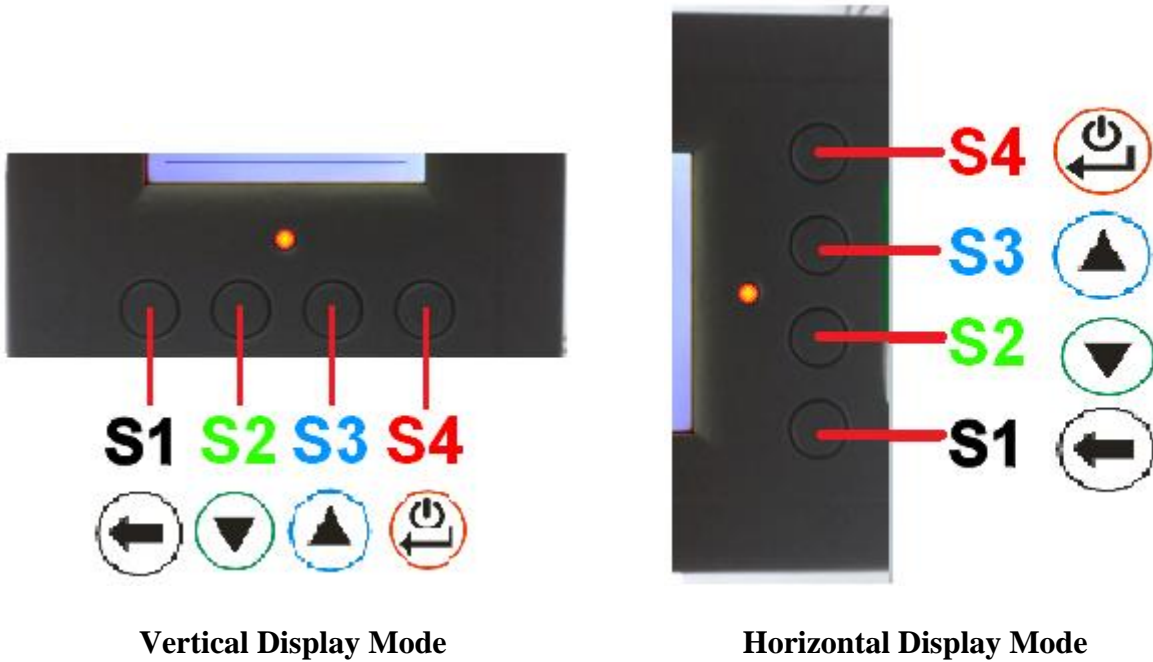 S1 S2 S3 S4
Vertical Display Mode
S4
S3
S2
S1
Horizontal Display Mode